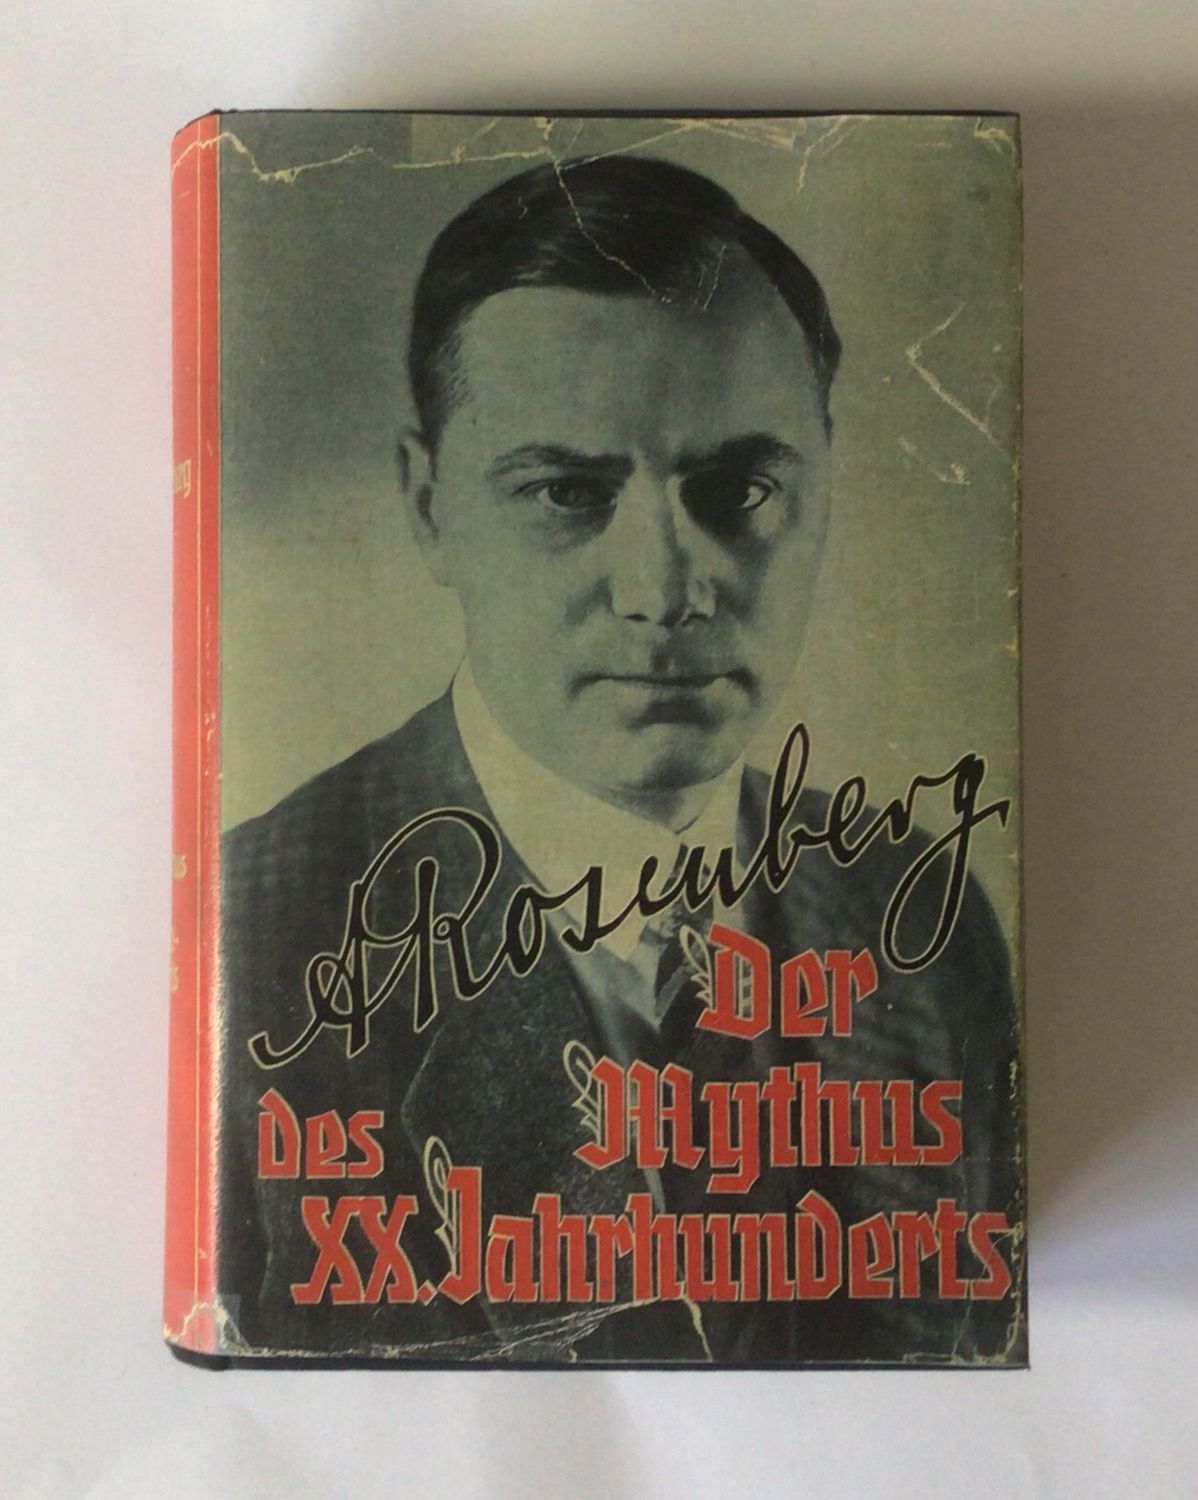 A Rosenberg
Der
Mythus
des
XX. Jahrhunderts